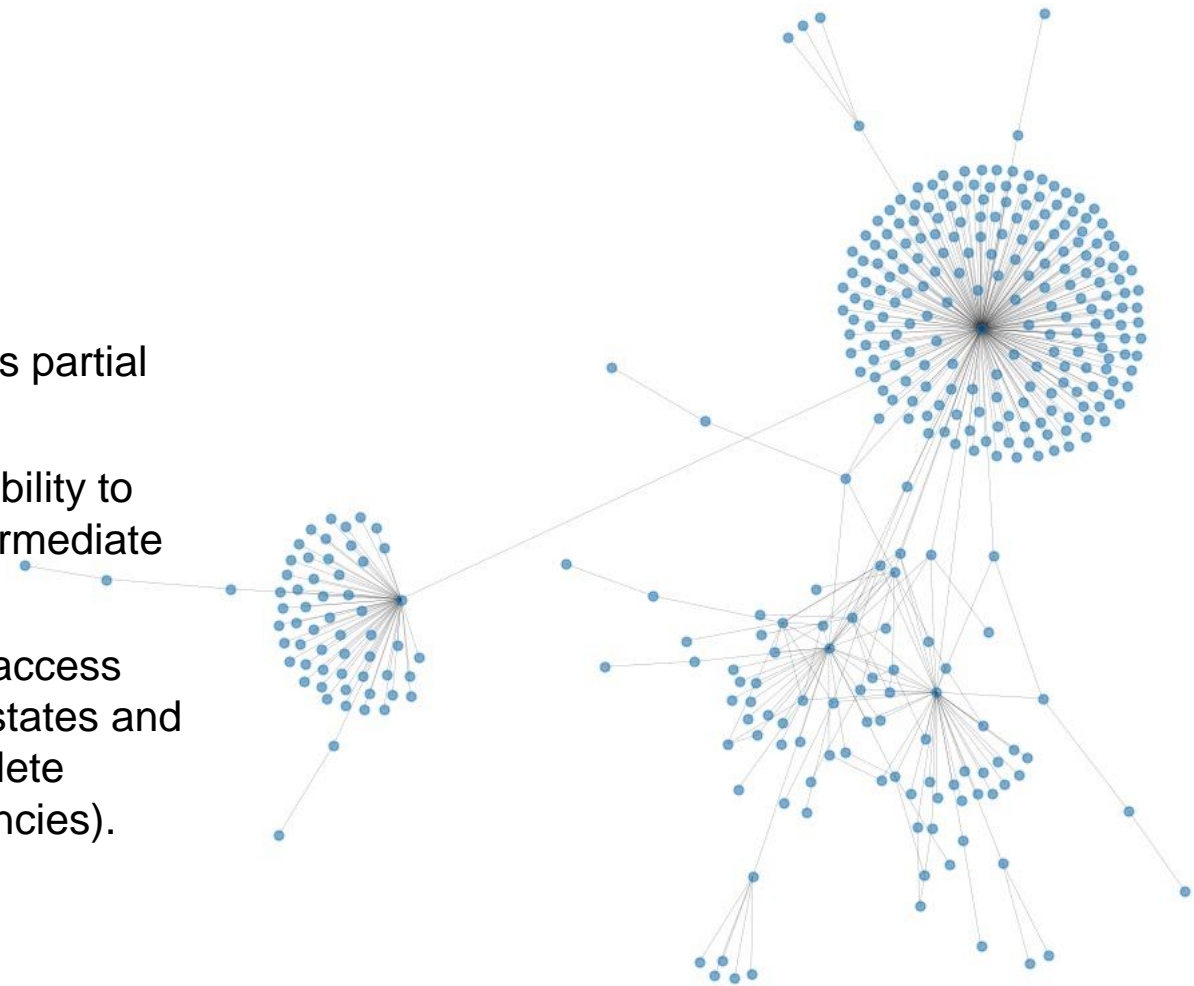 s partial
bility to
rmediate
access
states and
lete
ncies).